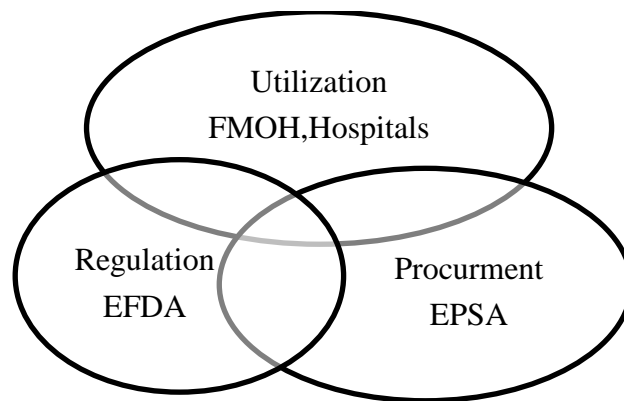 Utilization
FMOH,Hospitals
Regulation
EFDA
Procurment
EPSA